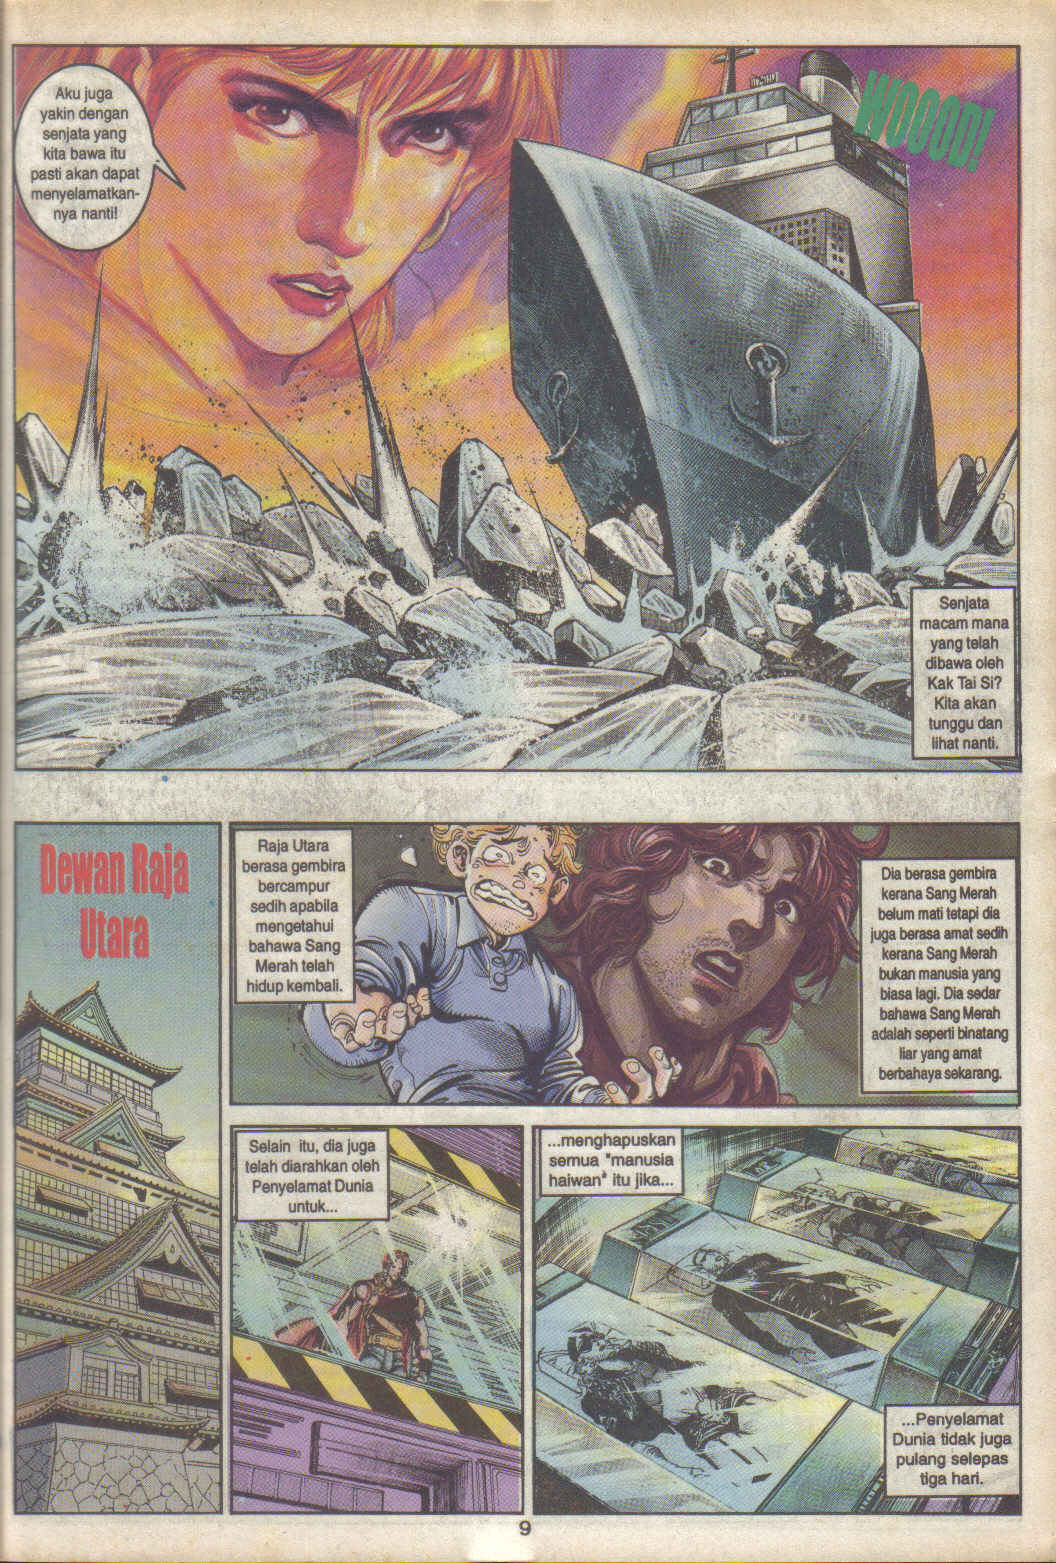 Aku juga
yakin dengan
senjata yang
kita bawa itu
pasti akan dapat
menyelamatkan-
nya nanti!
WOOOD!
Senjata
macam mana
yang telah
dibawa oleh
Kak Tai Si?
Kita akan
tunggu dan
lihat nanti.
Dewan Raja
Utara
Raja Utara
berasa gembira
bercampur
sedih apabila
mengetahui
bahawa Sang
Merah telah
hidup kembali.
Dia berasa gembira
kerana Sang Merah
belum mati tetapi dia
juga berasa amat sedih
kerana Sang Merah
bukan manusia yang
biasa lagi. Dia sedar
bahawa Sang Merah
adalah seperti binatang
liar yang amat
berbahaya sekarang.
Selain itu, dia juga
telah diarahkan oleh
Penyelamat Dunia
untuk...
...menghapuskan
semua "manusia
haiwan" itu jika...
...Penyelamat
Dunia tidak juga
pulang selepas
tiga hari.
9